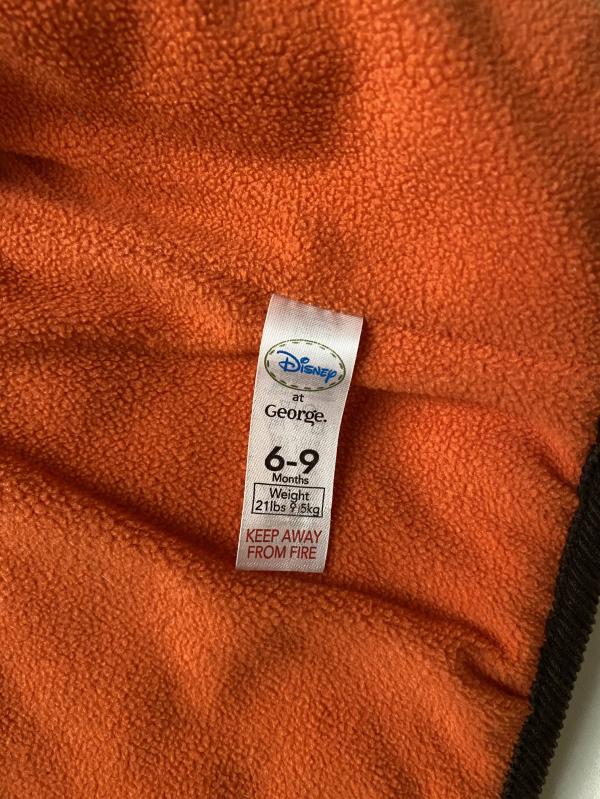 Disney
at
George.
6-9
Months
Weight
21lbs 9.5kg
KEEP AWAY
FROM FIRE